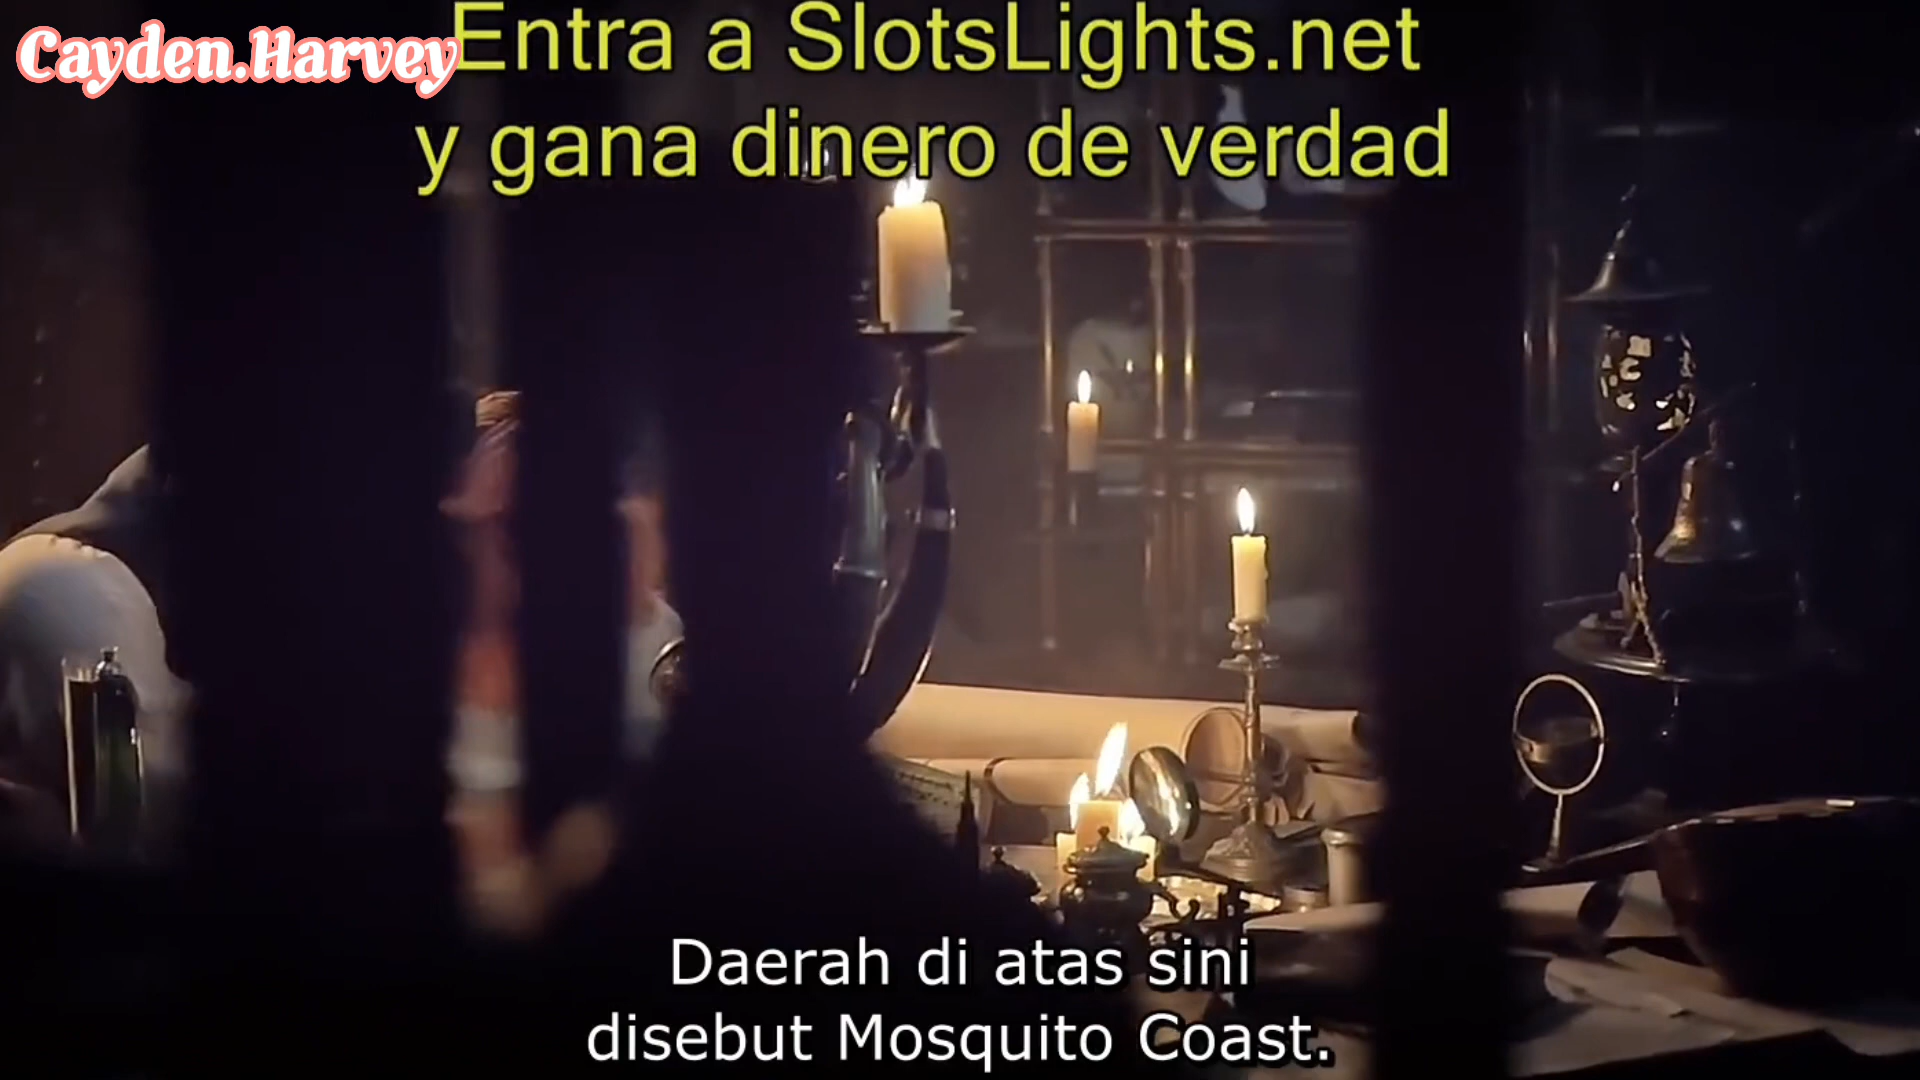 Cayden.Harvey
Entra a SlotsLights.net
y gana dinero de verdad
Daerah di atas sini
disebut Mosquito Coast.